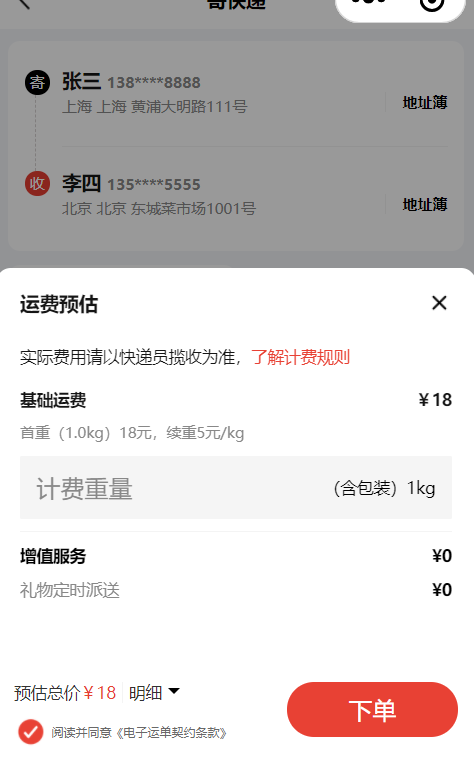 寄快递
寄 张三 138****8888
上海 上海 黄浦大明路111号
地址簿
收 李四 135****5555
北京 北京 东城菜市场1001号
地址簿
运费预估
实际费用请以快递员揽收为准，了解计费规则
基础运费 ¥18
首重（1.0kg）18元，续重5元/kg
计费重量 （含包装）1kg
增值服务 ¥0
礼物定时派送 ¥0
预估总价¥18 明细
下单
阅读并同意《电子运单契约条款》